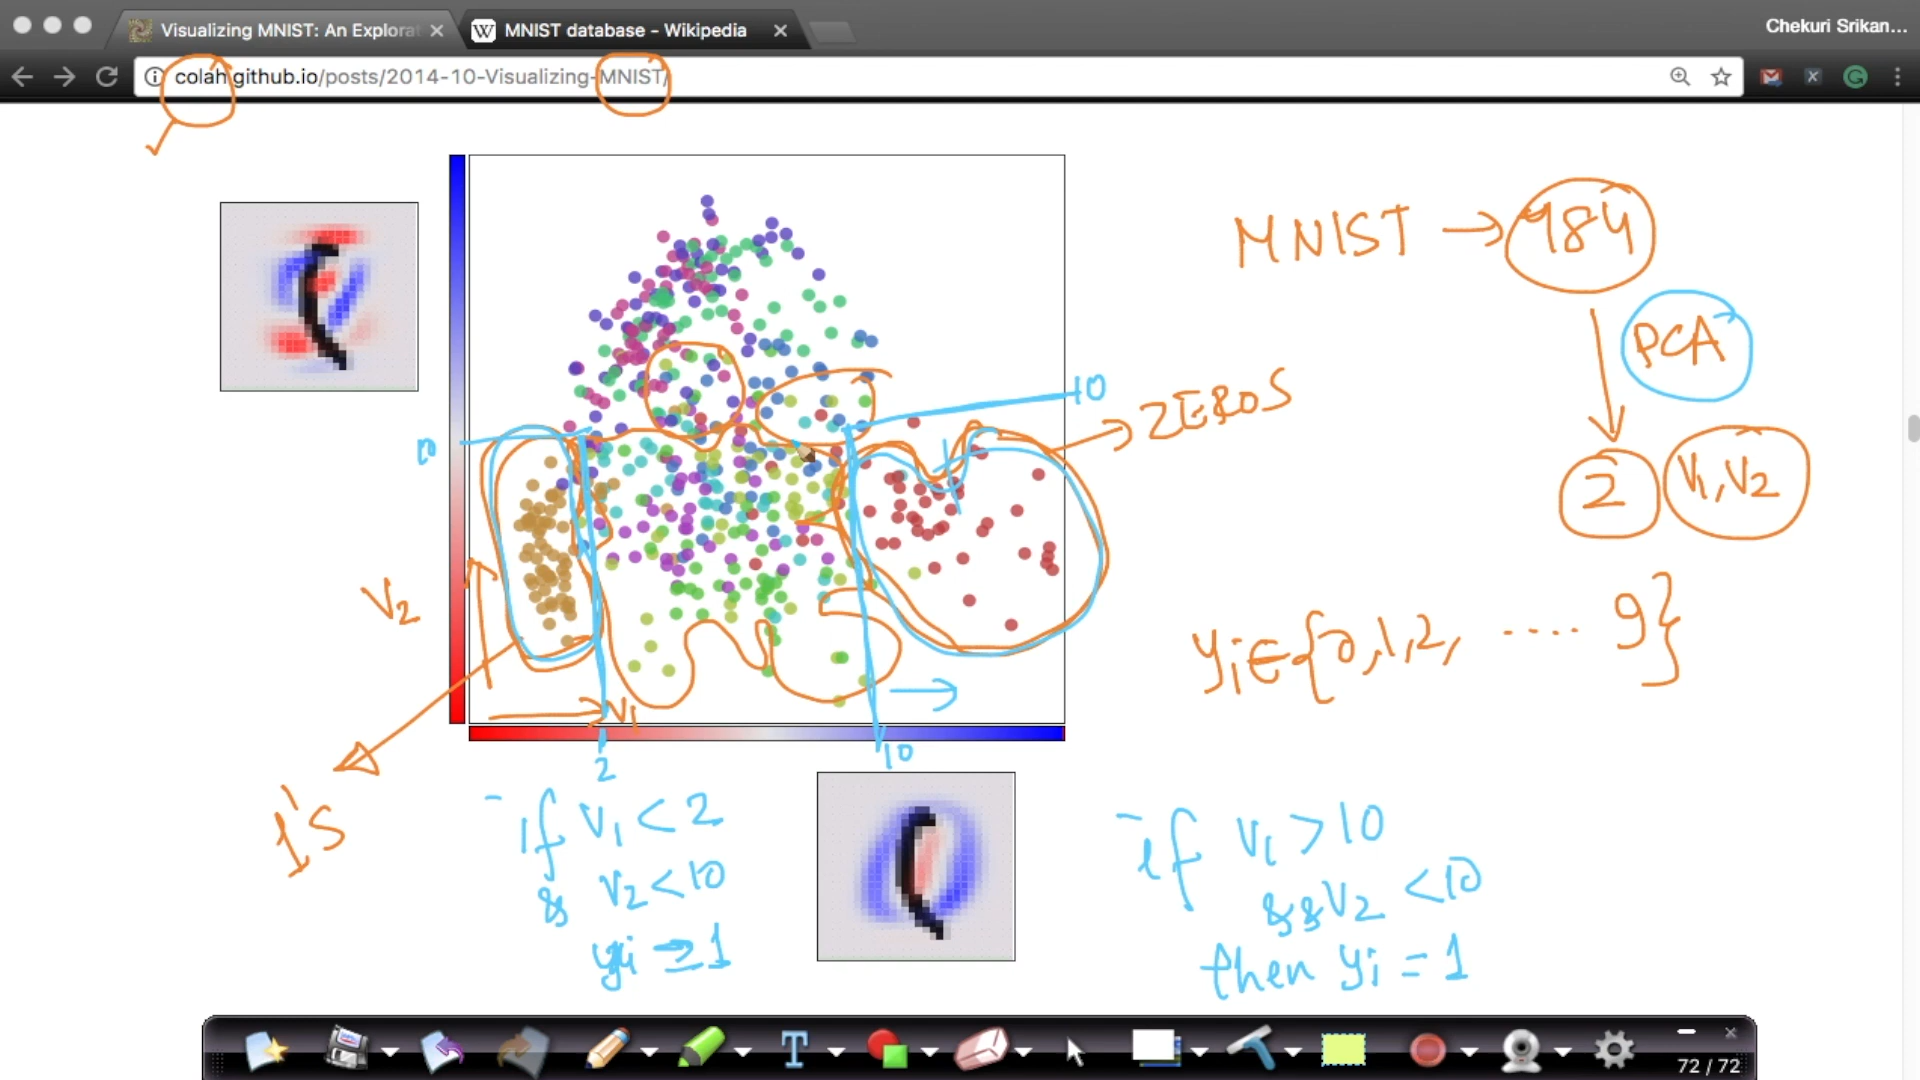 Visualizing MNIST: An Explorat
MNIST database - Wikipedia
Chekuri Srikan...
colah.github.io/posts/2014-10-Visualizing-MNIST/
MNIST → 784
PCA
10
ZEROS
0
2
V1, V2
V2
yi ∈ {0,1,2, .... 9}
V1
2
10
1's
if V1 < 2
& V2 < 10
yi = 1
if V1 > 10
&& V2 < 10
then yi = 1
T
72 / 72